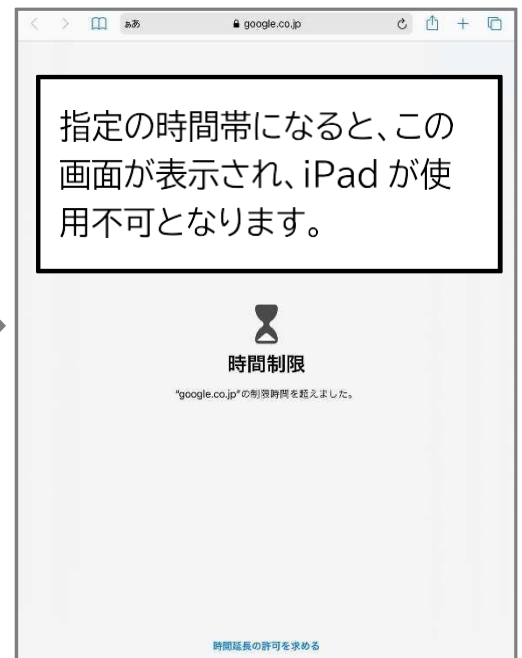 ああ
google.co.jp
指定の時間帯になると、この
画面が表示され、iPad が使
用不可となります。
時間制限
"google.co.jp"の制限時間を超えました。
時間延長の許可を求める